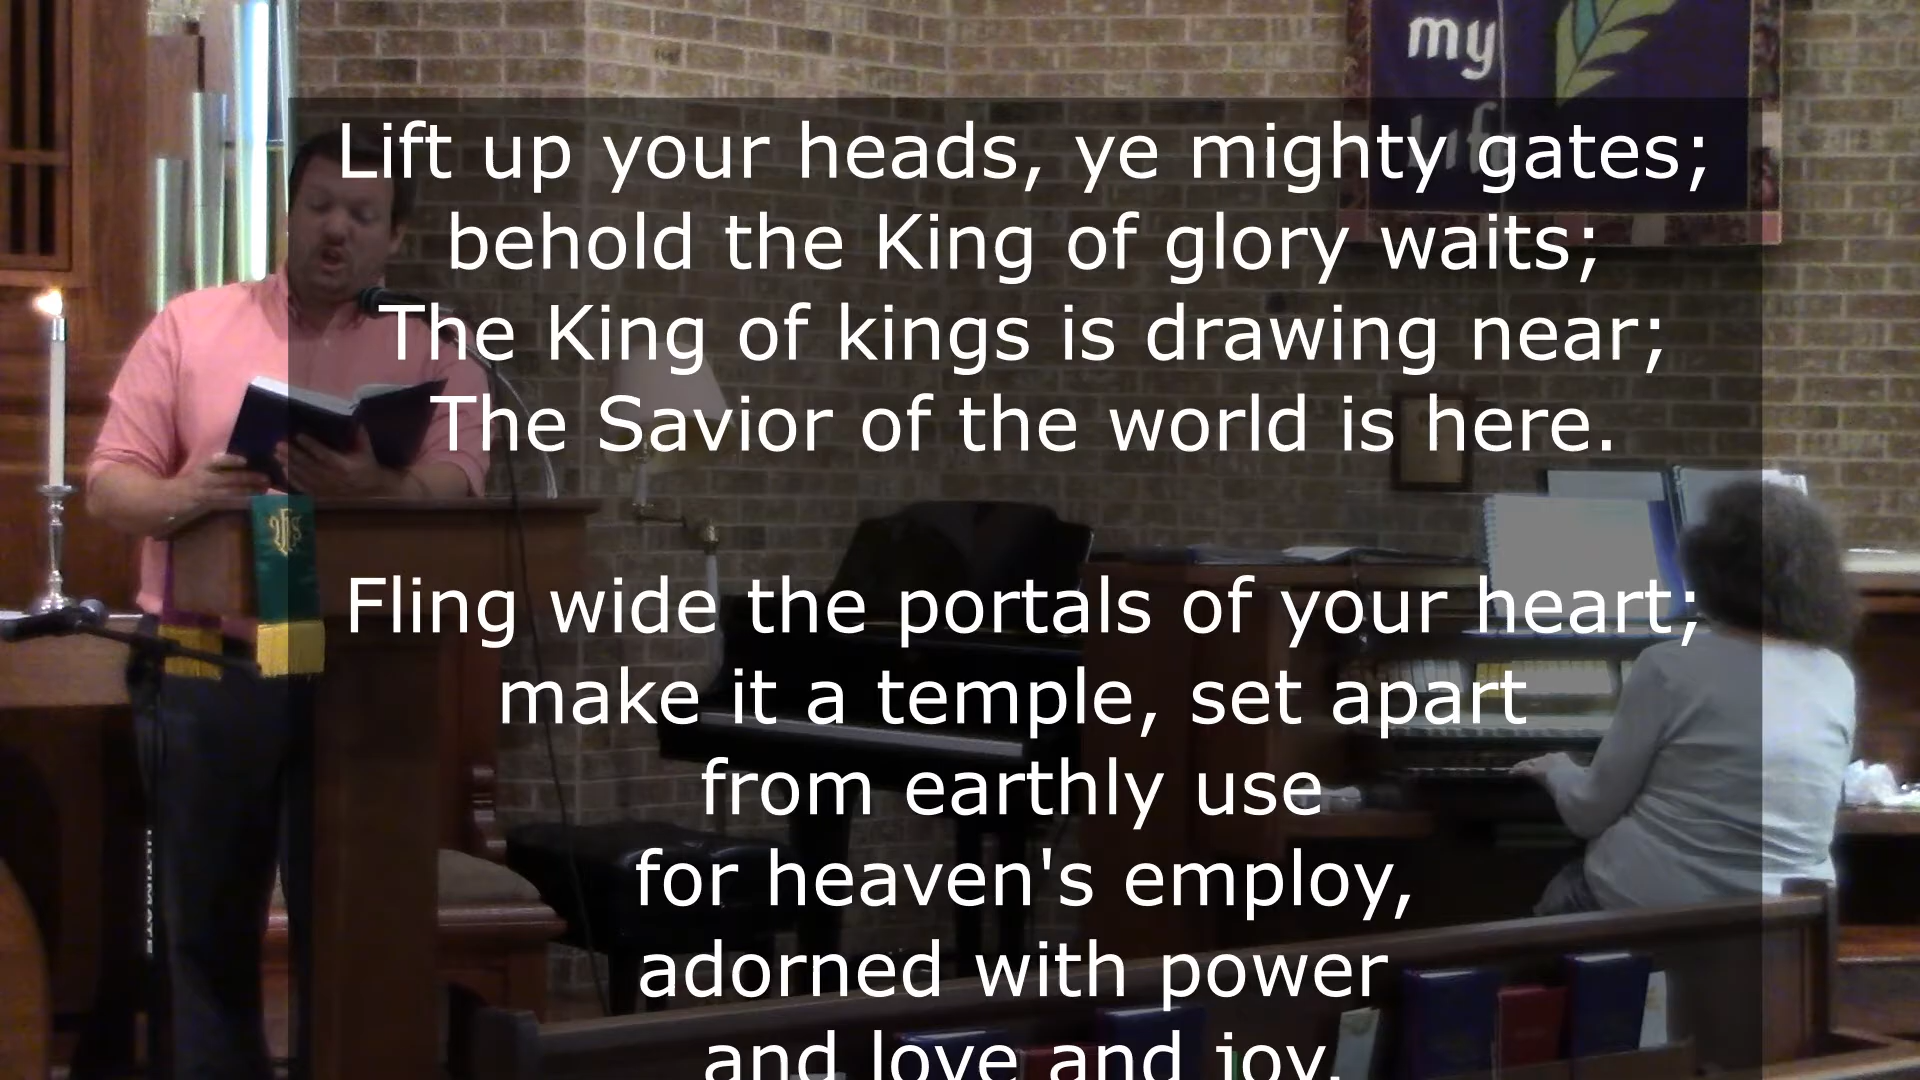 my
Life
Lift up your heads, ye mighty gates;
behold the King of glory waits;
The King of kings is drawing near;
The Savior of the world is here.
Fling wide the portals of your heart;
make it a temple, set apart
from earthly use
for heaven's employ,
adorned with power
and love and joy.
ULTIMATE